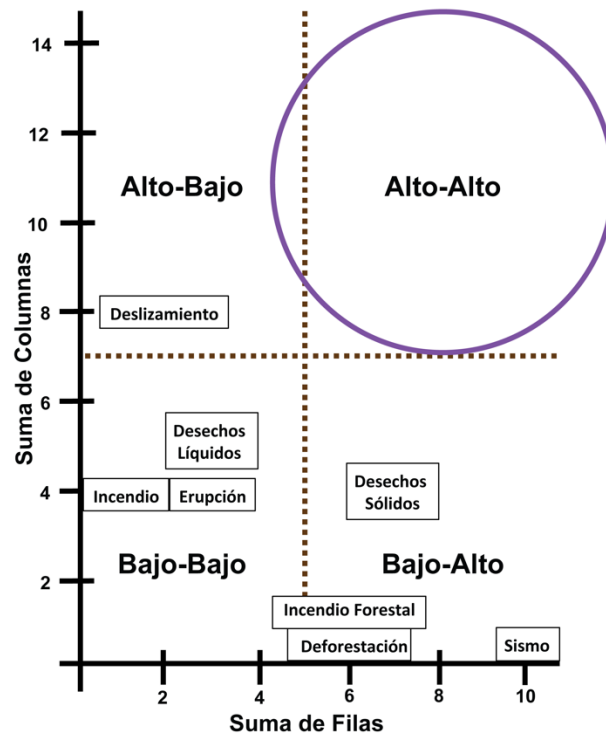 14
12
Alto-Bajo
Alto-Alto
10
Suma de Columnas
Deslizamiento
8
6
Desechos
Líquidos
Desechos
Sólidos
4
Incendio
Erupción
Bajo-Bajo
Bajo-Alto
2
Incendio Forestal
Deforestación
Sismo
2
4
6
8
10
Suma de Filas